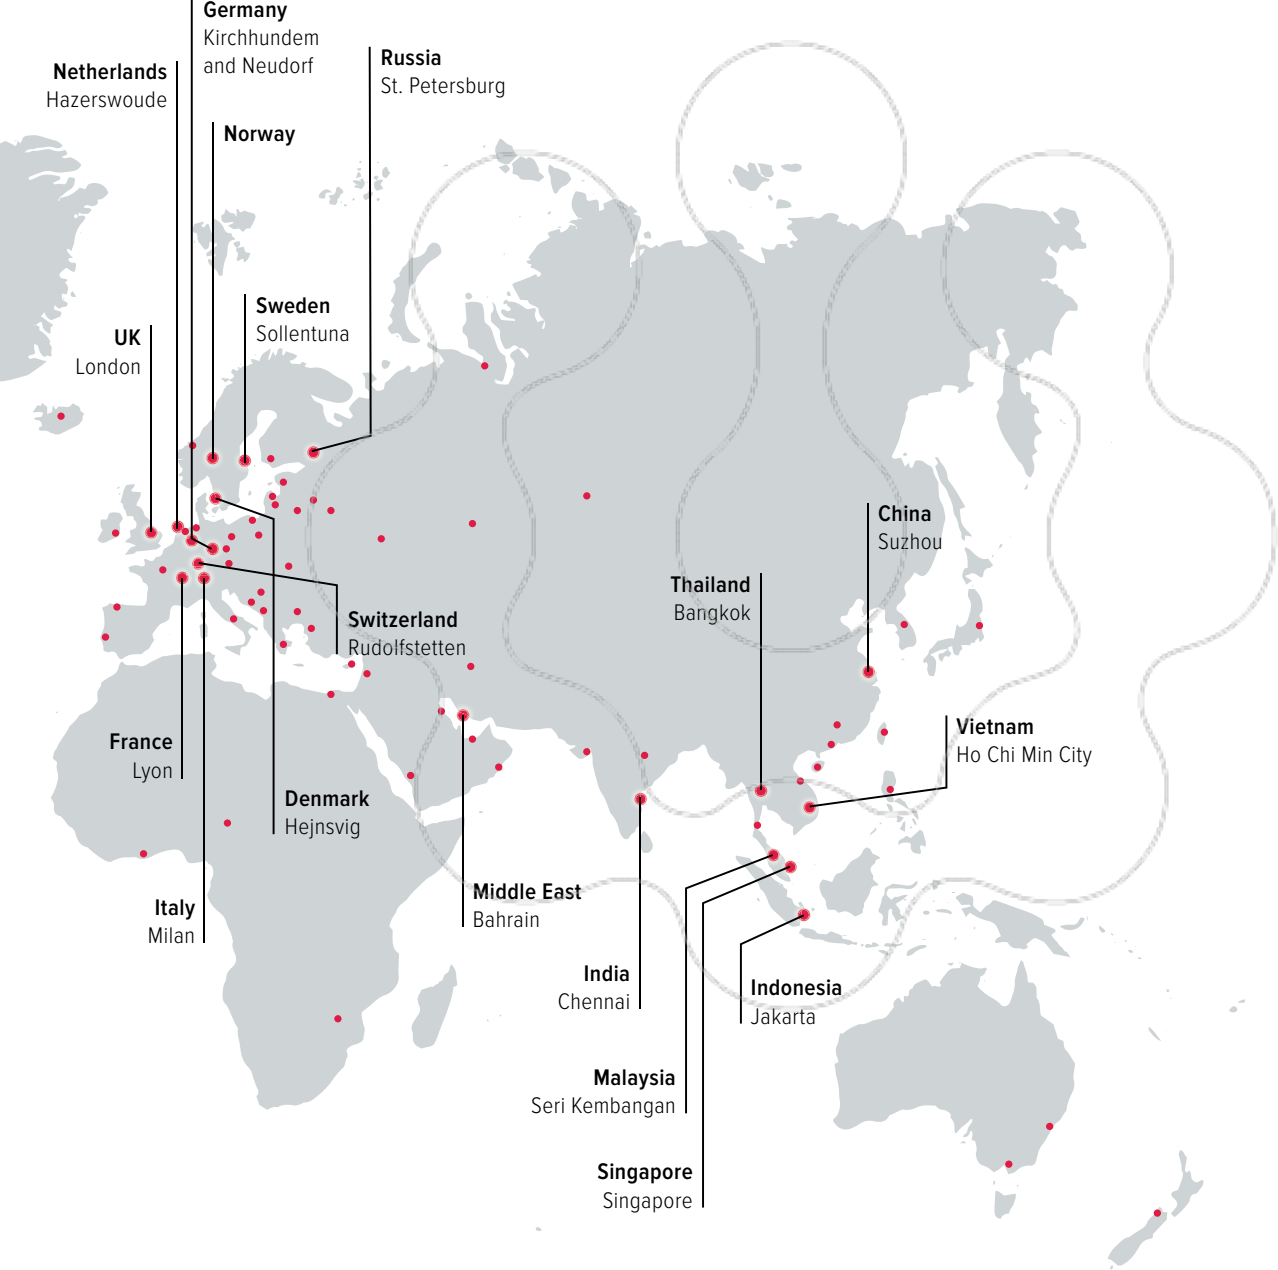 Germany
Kirchhundem
and Neudorf
Russia
St. Petersburg
Netherlands
Hazerswoude
Norway
Sweden
Sollentuna
UK
London
China
Suzhou
Thailand
Bangkok
Switzerland
Rudolfstetten
Vietnam
Ho Chi Min City
France
Lyon
Denmark
Hejnsvig
Middle East
Bahrain
Italy
Milan
India
Chennai
Indonesia
Jakarta
Malaysia
Seri Kembangan
Singapore
Singapore